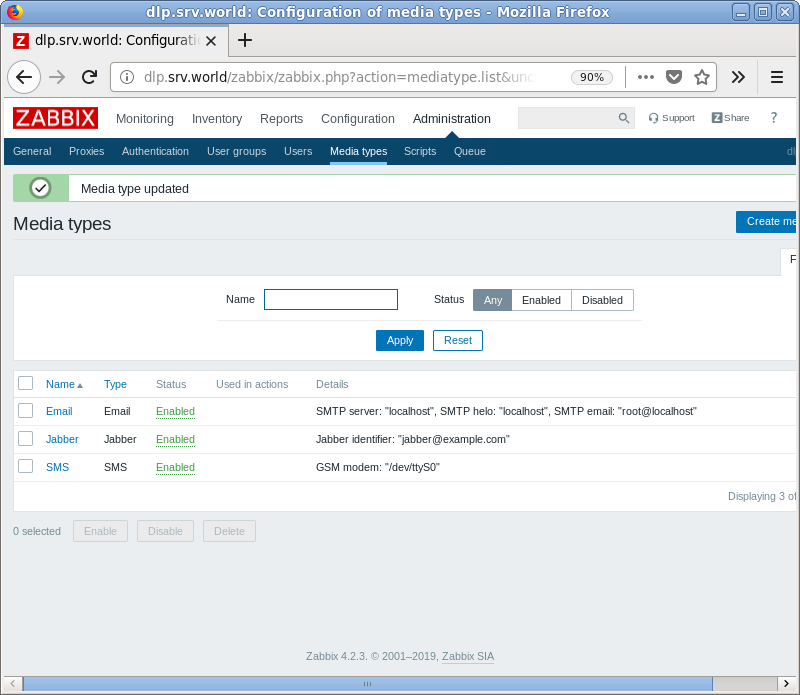 dlp.srv.world: Configuration of media types - Mozilla Firefox
Z dlp.srv.world: Configurati
dlp.srv.world/zabbix/zabbix.php?action=mediatype.list&unc 90%
ZABBIX Monitoring Inventory Reports Configuration Administration Support Z Share ?
General Proxies Authentication User groups Users Media types Scripts Queue dl
Media type updated
Media types Create me
F
Name Status Any Enabled Disabled
Apply Reset
Name Type Status Used in actions Details
Email Email Enabled SMTP server: "localhost", SMTP helo: "localhost", SMTP email: "root@localhost"
Jabber Jabber Enabled Jabber identifier: "jabber@example.com"
SMS SMS Enabled GSM modem: "/dev/ttyS0"
Displaying 3 of
0 selected Enable Disable Delete
Zabbix 4.2.3. © 2001–2019, Zabbix SIA